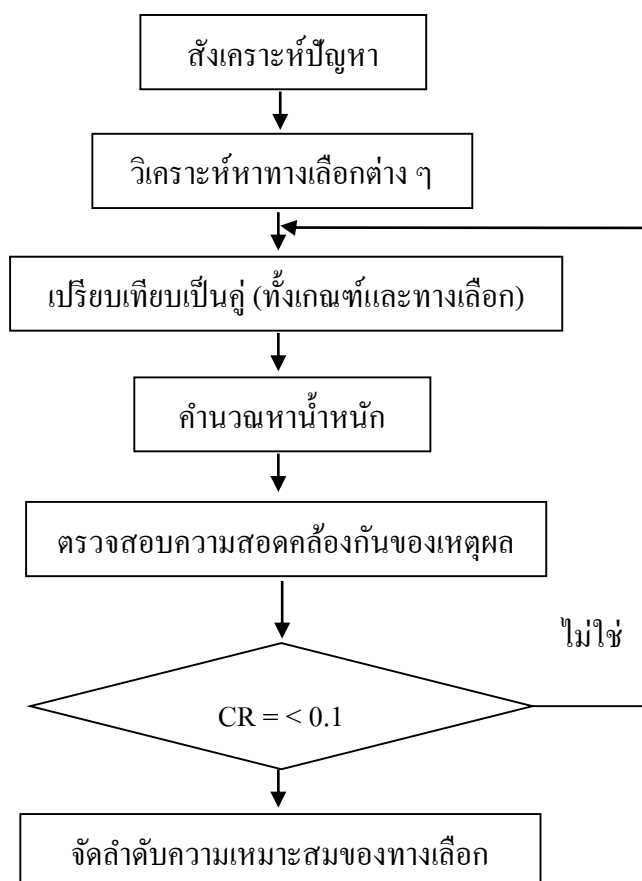 สังเคราะห์ปัญหา
วิเคราะห์หาทางเลือกต่าง ๆ
เปรียบเทียบเป็นคู่ (ทั้งเกณฑ์และทางเลือก)
คำนวณหาน้ำหนัก
ตรวจสอบความสอดคล้องกันของเหตุผล
ไม่ใช่
CR = < 0.1
จัดลำดับความเหมาะสมของทางเลือก